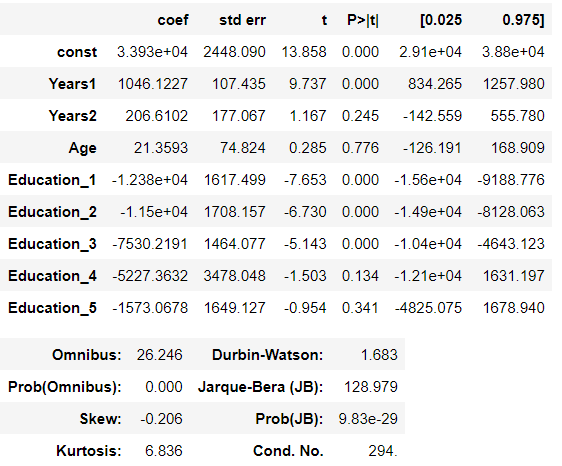 coef std err t P>|t| [0.025 0.975]
const 3.393e+04 2448.090 13.858 0.000 2.91e+04 3.88e+04
Years1 1046.1227 107.435 9.737 0.000 834.265 1257.980
Years2 206.6102 177.067 1.167 0.245 -142.559 555.780
Age 21.3593 74.824 0.285 0.776 -126.191 168.909
Education_1 -1.238e+04 1617.499 -7.653 0.000 -1.56e+04 -9188.776
Education_2 -1.15e+04 1708.157 -6.730 0.000 -1.49e+04 -8128.063
Education_3 -7530.2191 1464.077 -5.143 0.000 -1.04e+04 -4643.123
Education_4 -5227.3632 3478.048 -1.503 0.134 -1.21e+04 1631.197
Education_5 -1573.0678 1649.127 -0.954 0.341 -4825.075 1678.940
Omnibus: 26.246 Durbin-Watson: 1.683
Prob(Omnibus): 0.000 Jarque-Bera (JB): 128.979
Skew: -0.206 Prob(JB): 9.83e-29
Kurtosis: 6.836 Cond. No. 294.